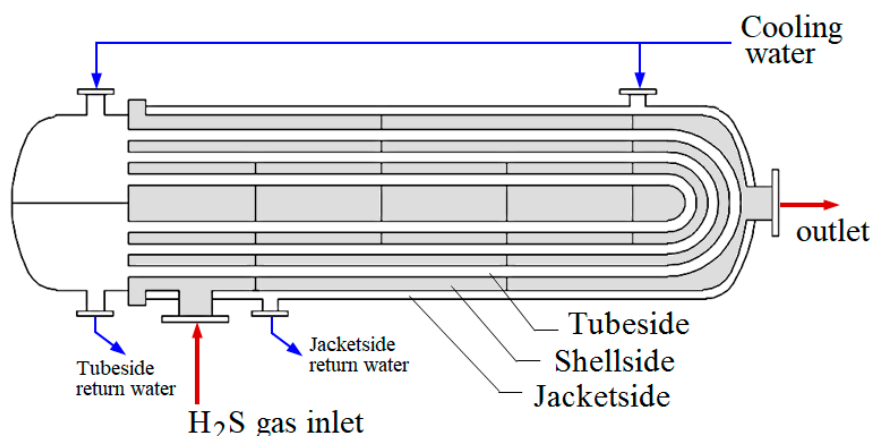 Cooling
water
outlet
Tubeside
Shellside
Jacketside
Tubeside
return water
Jacketside
return water
H₂S gas inlet